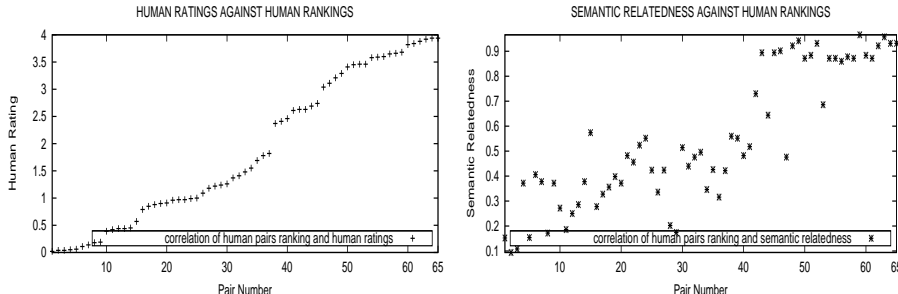 HUMAN RATINGS AGAINST HUMAN RANKINGS
Human Rating
4
3.5
3
2.5
2
1.5
1
0.5
0
correlation of human pairs ranking and human ratings
10 20 30 40 50 60 65
Pair Number
SEMANTIC RELATEDNESS AGAINST HUMAN RANKINGS
Semantic Relatedness
0.9
0.8
0.7
0.6
0.5
0.4
0.3
0.2
0.1
correlation of human pairs ranking and semantic relatedness
10 20 30 40 50 60 65
Pair Number